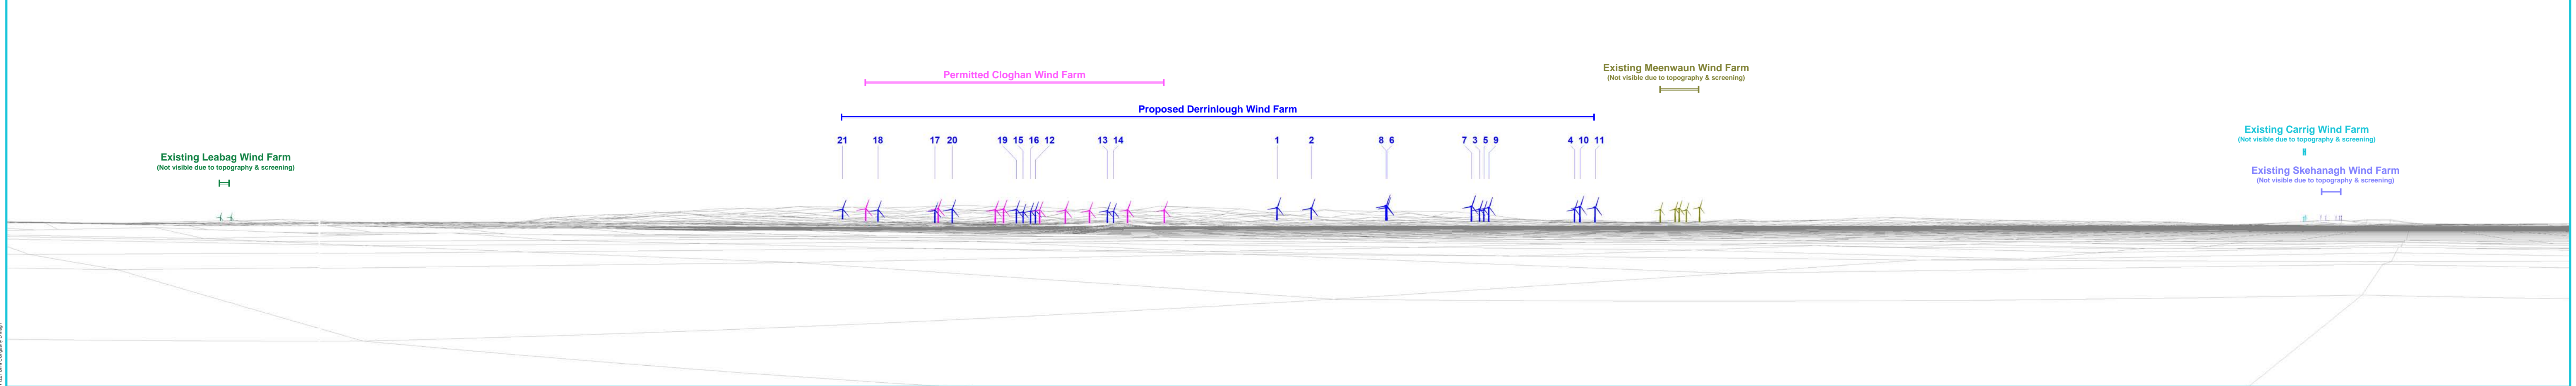 Permitted Cloghan Wind Farm
Existing Meenwaun Wind Farm
(Not visible due to topography & screening)
Proposed Derrinlough Wind Farm
21 18 17 20 19 15 16 12 13 14 1 2 8 6 7 3 5 9 4 10 11
Existing Leabag Wind Farm
(Not visible due to topography & screening)
Existing Carrig Wind Farm
(Not visible due to topography & screening)
Existing Skehanagh Wind Farm
(Not visible due to topography & screening)